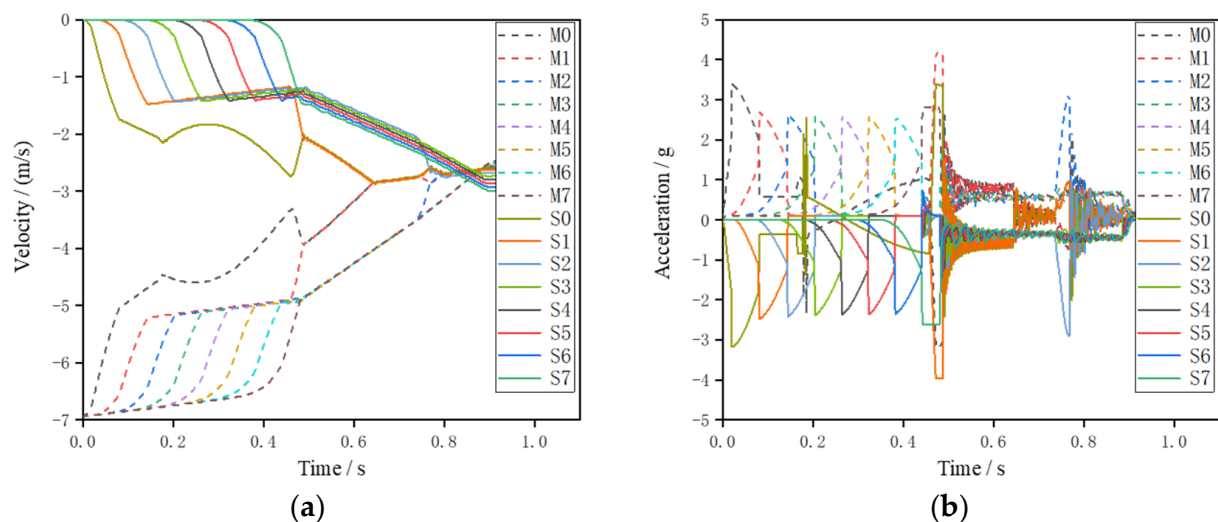 0
-1
-2
-3
-4
-5
-6
-7
Velocity / (m/s)
0.0 0.2 0.4 0.6 0.8 1.0
Time / s
M0
M1
M2
M3
M4
M5
M6
M7
S0
S1
S2
S3
S4
S5
S6
S7
(a)
5
4
3
2
1
0
-1
-2
-3
-4
-5
Acceleration / g
0.0 0.2 0.4 0.6 0.8 1.0
Time / s
M0
M1
M2
M3
M4
M5
M6
M7
S0
S1
S2
S3
S4
S5
S6
S7
(b)